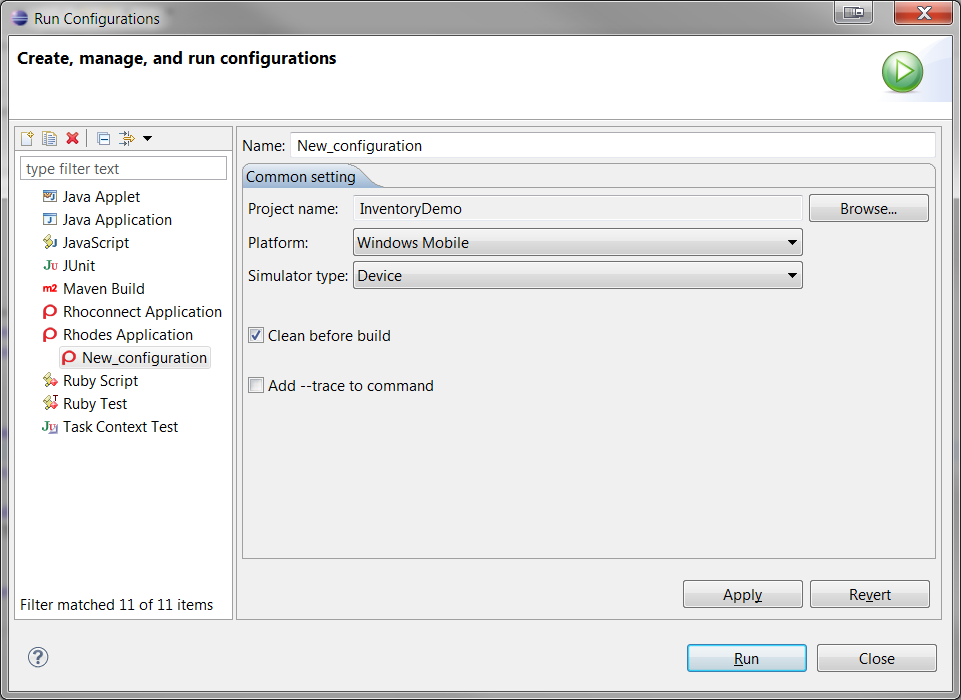 Run Configurations
Create, manage, and run configurations
type filter text
Java Applet
Java Application
JavaScript
Ju JUnit
m2 Maven Build
Rhoconnect Application
Rhodes Application
New_configuration
Ruby Script
Ruby Test
Ju Task Context Test
Filter matched 11 of 11 items
Name: New_configuration
Common setting
Project name: InventoryDemo Browse...
Platform: Windows Mobile
Simulator type: Device
Clean before build
Add --trace to command
Apply Revert
? Run Close